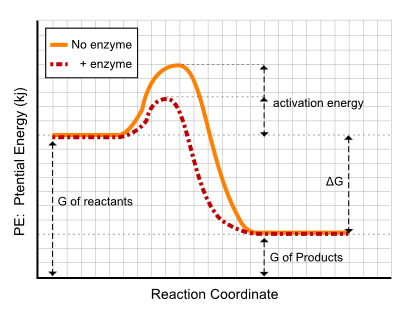 No enzyme
+ enzyme
activation energy
ΔG
G of reactants
G of Products
PE: Ptential Energy (kj)
Reaction Coordinate